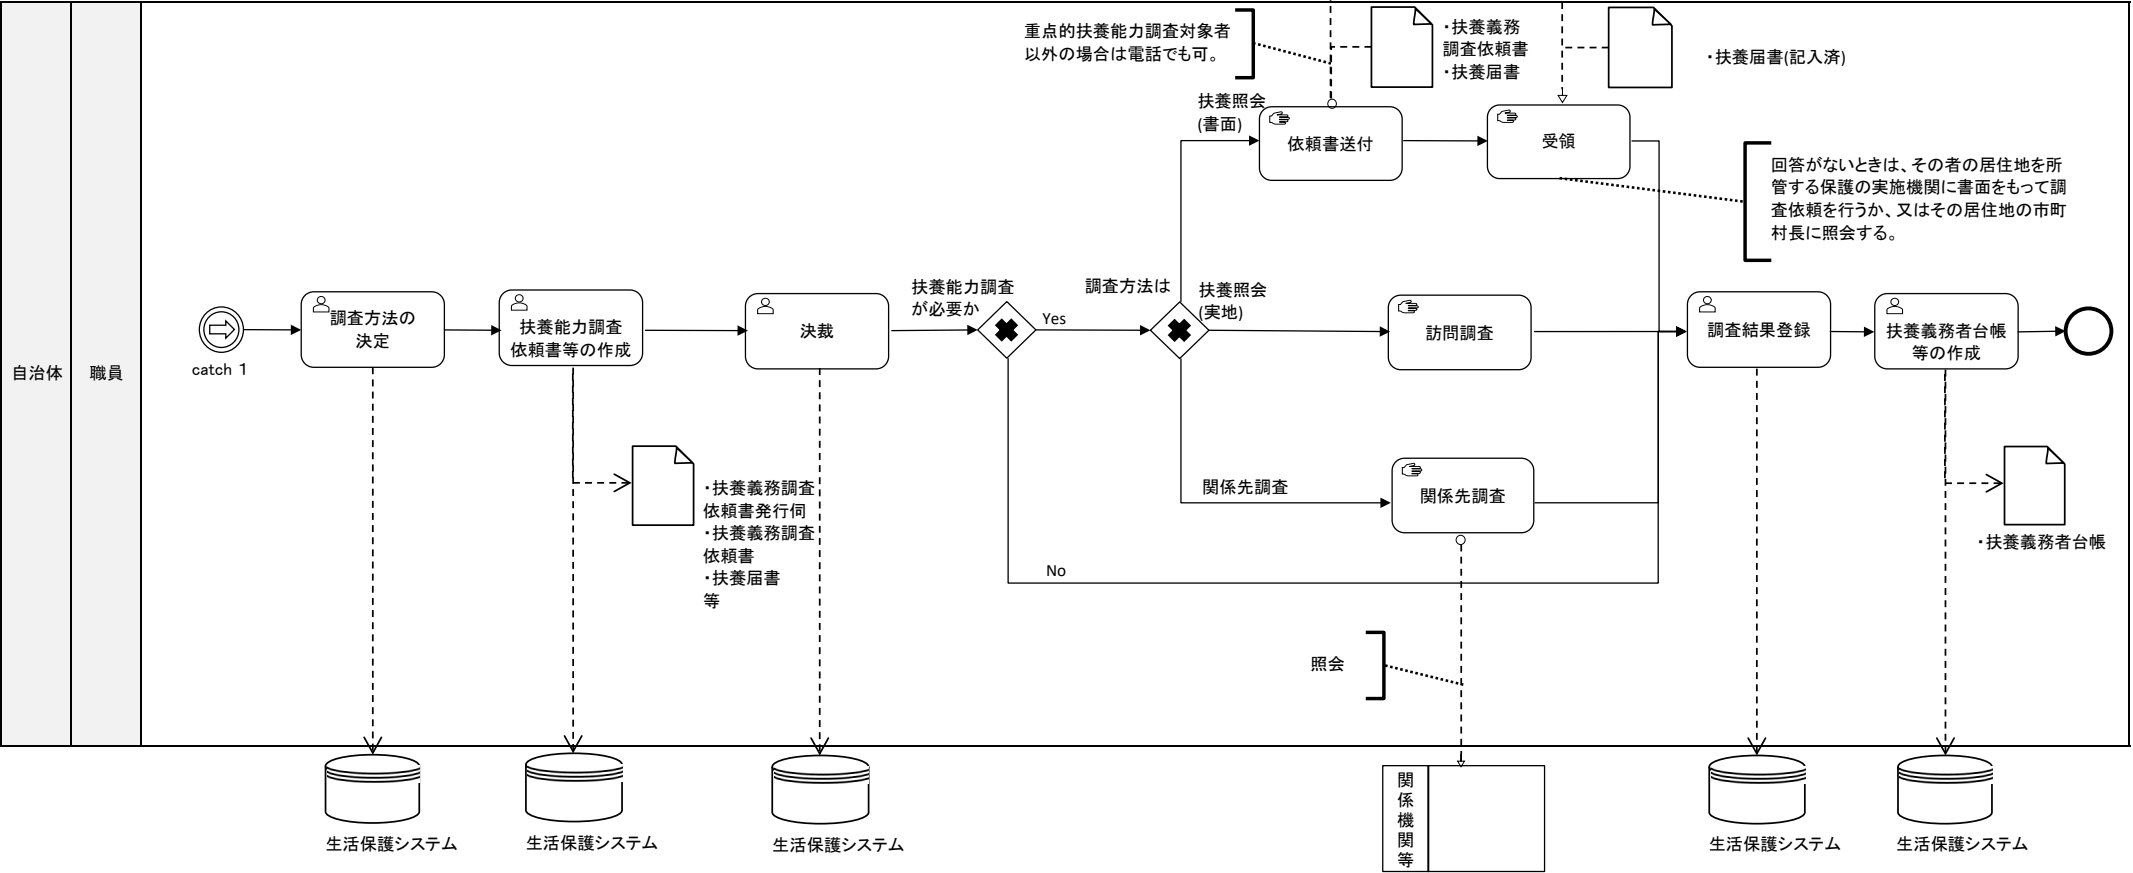 重点的扶養能力調査対象者
以外の場合は電話でも可。
・扶養義務
調査依頼書
・扶養届書
・扶養届書(記入済)
扶養照会
(書面)
依頼書送付
受領
回答がないときは、その者の居住地を所
管する保護の実施機関に書面をもって調
査依頼を行うか、又はその居住地の市町
村長に照会する。
自治体
職員
catch 1
調査方法の
決定
扶養能力調査
依頼書等の作成
決裁
扶養能力調査
が必要か
Yes
調査方法は
扶養照会
(実地)
訪問調査
調査結果登録
扶養義務者台帳
等の作成
・扶養義務調査
依頼書発行伺
・扶養義務調査
依頼書
・扶養届書
等
関係先調査
関係先調査
No
・扶養義務者台帳
照会
生活保護システム
生活保護システム
生活保護システム
関係機関等
生活保護システム
生活保護システム